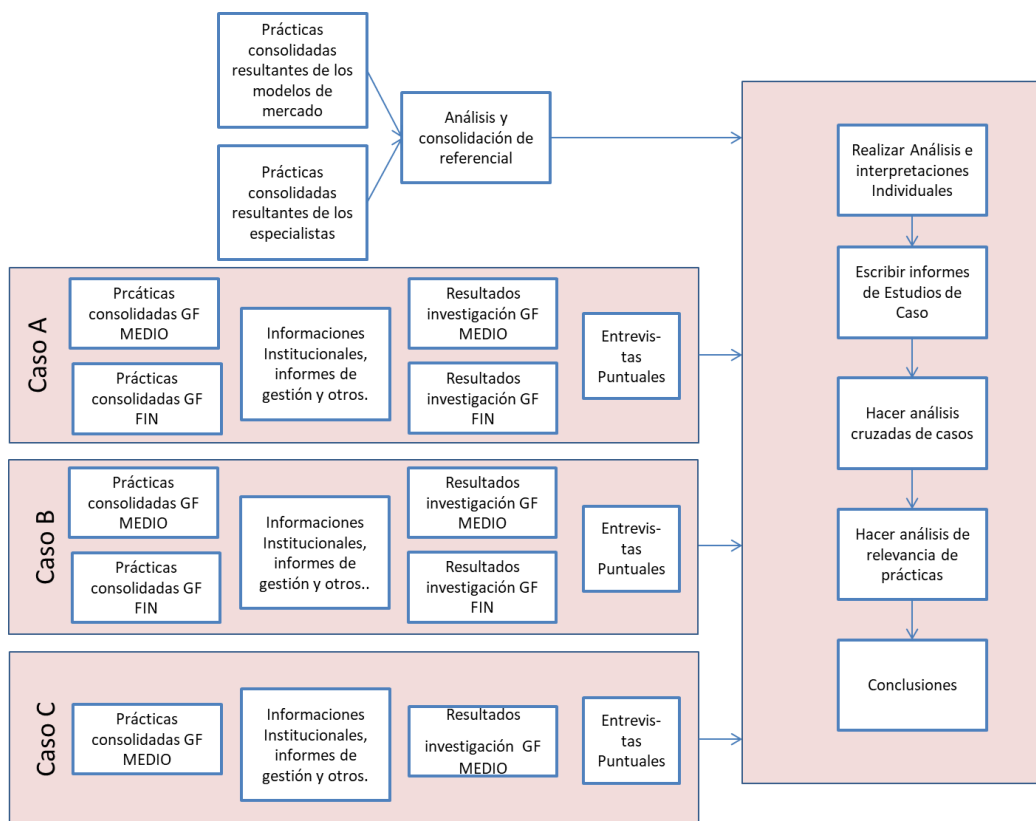 Prácticas
consolidadas
resultantes de los
modelos de
mercado
Prácticas
consolidadas
resultantes de los
especialistas
Análisis y
consolidación de
referencial
Caso A
Prcáticas
consolidadas GF
MEDIO
Prácticas
consolidadas GF
FIN
Informaciones
Institucionales,
informes de
gestión y otros..
Resultados
investigación GF
MEDIO
Resultados
investigación GF
FIN
Entrevis-
tas
Puntuales
Caso B
Prácticas
consolidadas GF
MEDIO
Prácticas
consolidadas GF
FIN
Informaciones
Institucionales,
informes de
gestión y otros..
Resultados
investigación GF
MEDIO
Resultados
investigación GF
FIN
Entrevis-
tas
Puntuales
Caso C
Prácticas
consolidadas GF
MEDIO
Informaciones
Institucionales,
informes de
gestión y otros.
Resultados
investigación GF
MEDIO
Entrevis-
tas
Puntuales
Realizar Análisis e
interpretaciones
Individuales
Escribir informes
de Estudios de
Caso
Hacer análisis
cruzadas de casos
Hacer análisis de
relevancia de
prácticas
Conclusiones